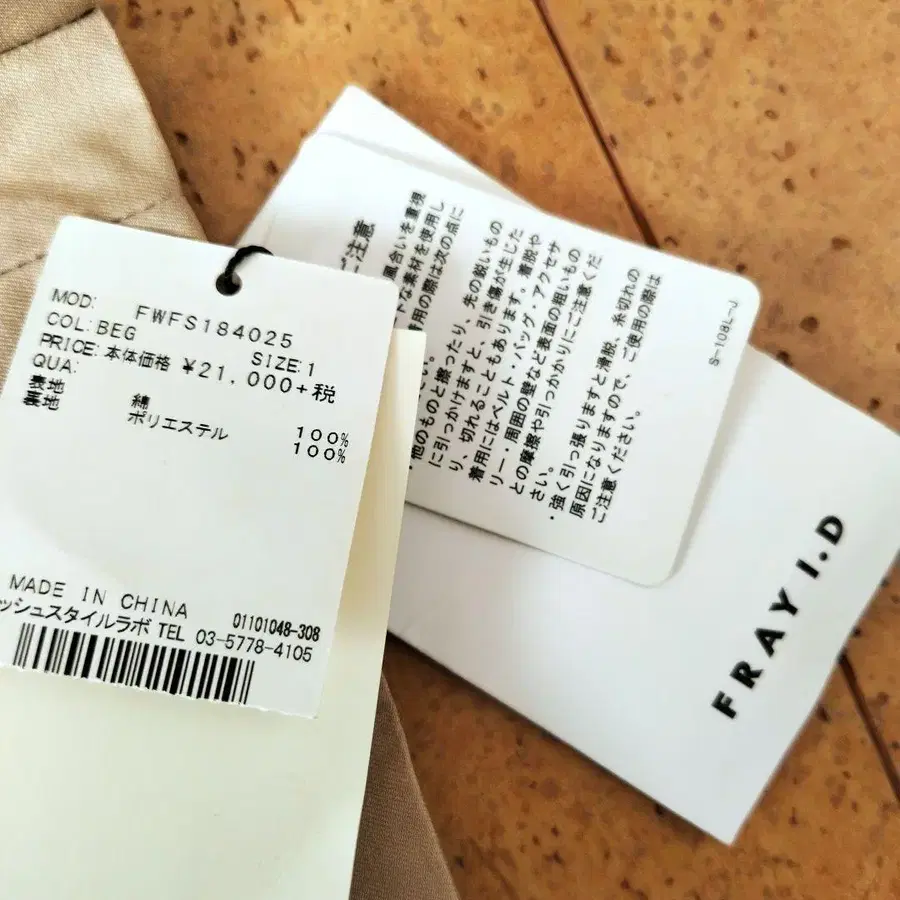 MOD:
FWFS184025
COL:BEG
SIZE:1
PRICE:本体価格 ¥21,000+税
QUA:
表地 綿 100%
裏地 ポリエステル 100%
MADE IN CHINA
01101048-308
ッシュスタイルラボ TEL 03-5778-4105
ご注意
風合いを重視
な素材を使用し
用の際は次の点に
い。
他のものと擦ったり、先の鋭いもの
に引っかけますと、引き傷が生じた
り、切れることもあります。着脱や
着用にはベルト・バッグ・アクセサ
リー・周囲の壁など表面の粗いもの
との摩擦や引っかかりにご注意くだ
さい。
・強く引っ張りますと滑脱、糸切れの
原因になりますので、ご使用の際は
ご注意ください。
S-108L-J
FRAY I.D